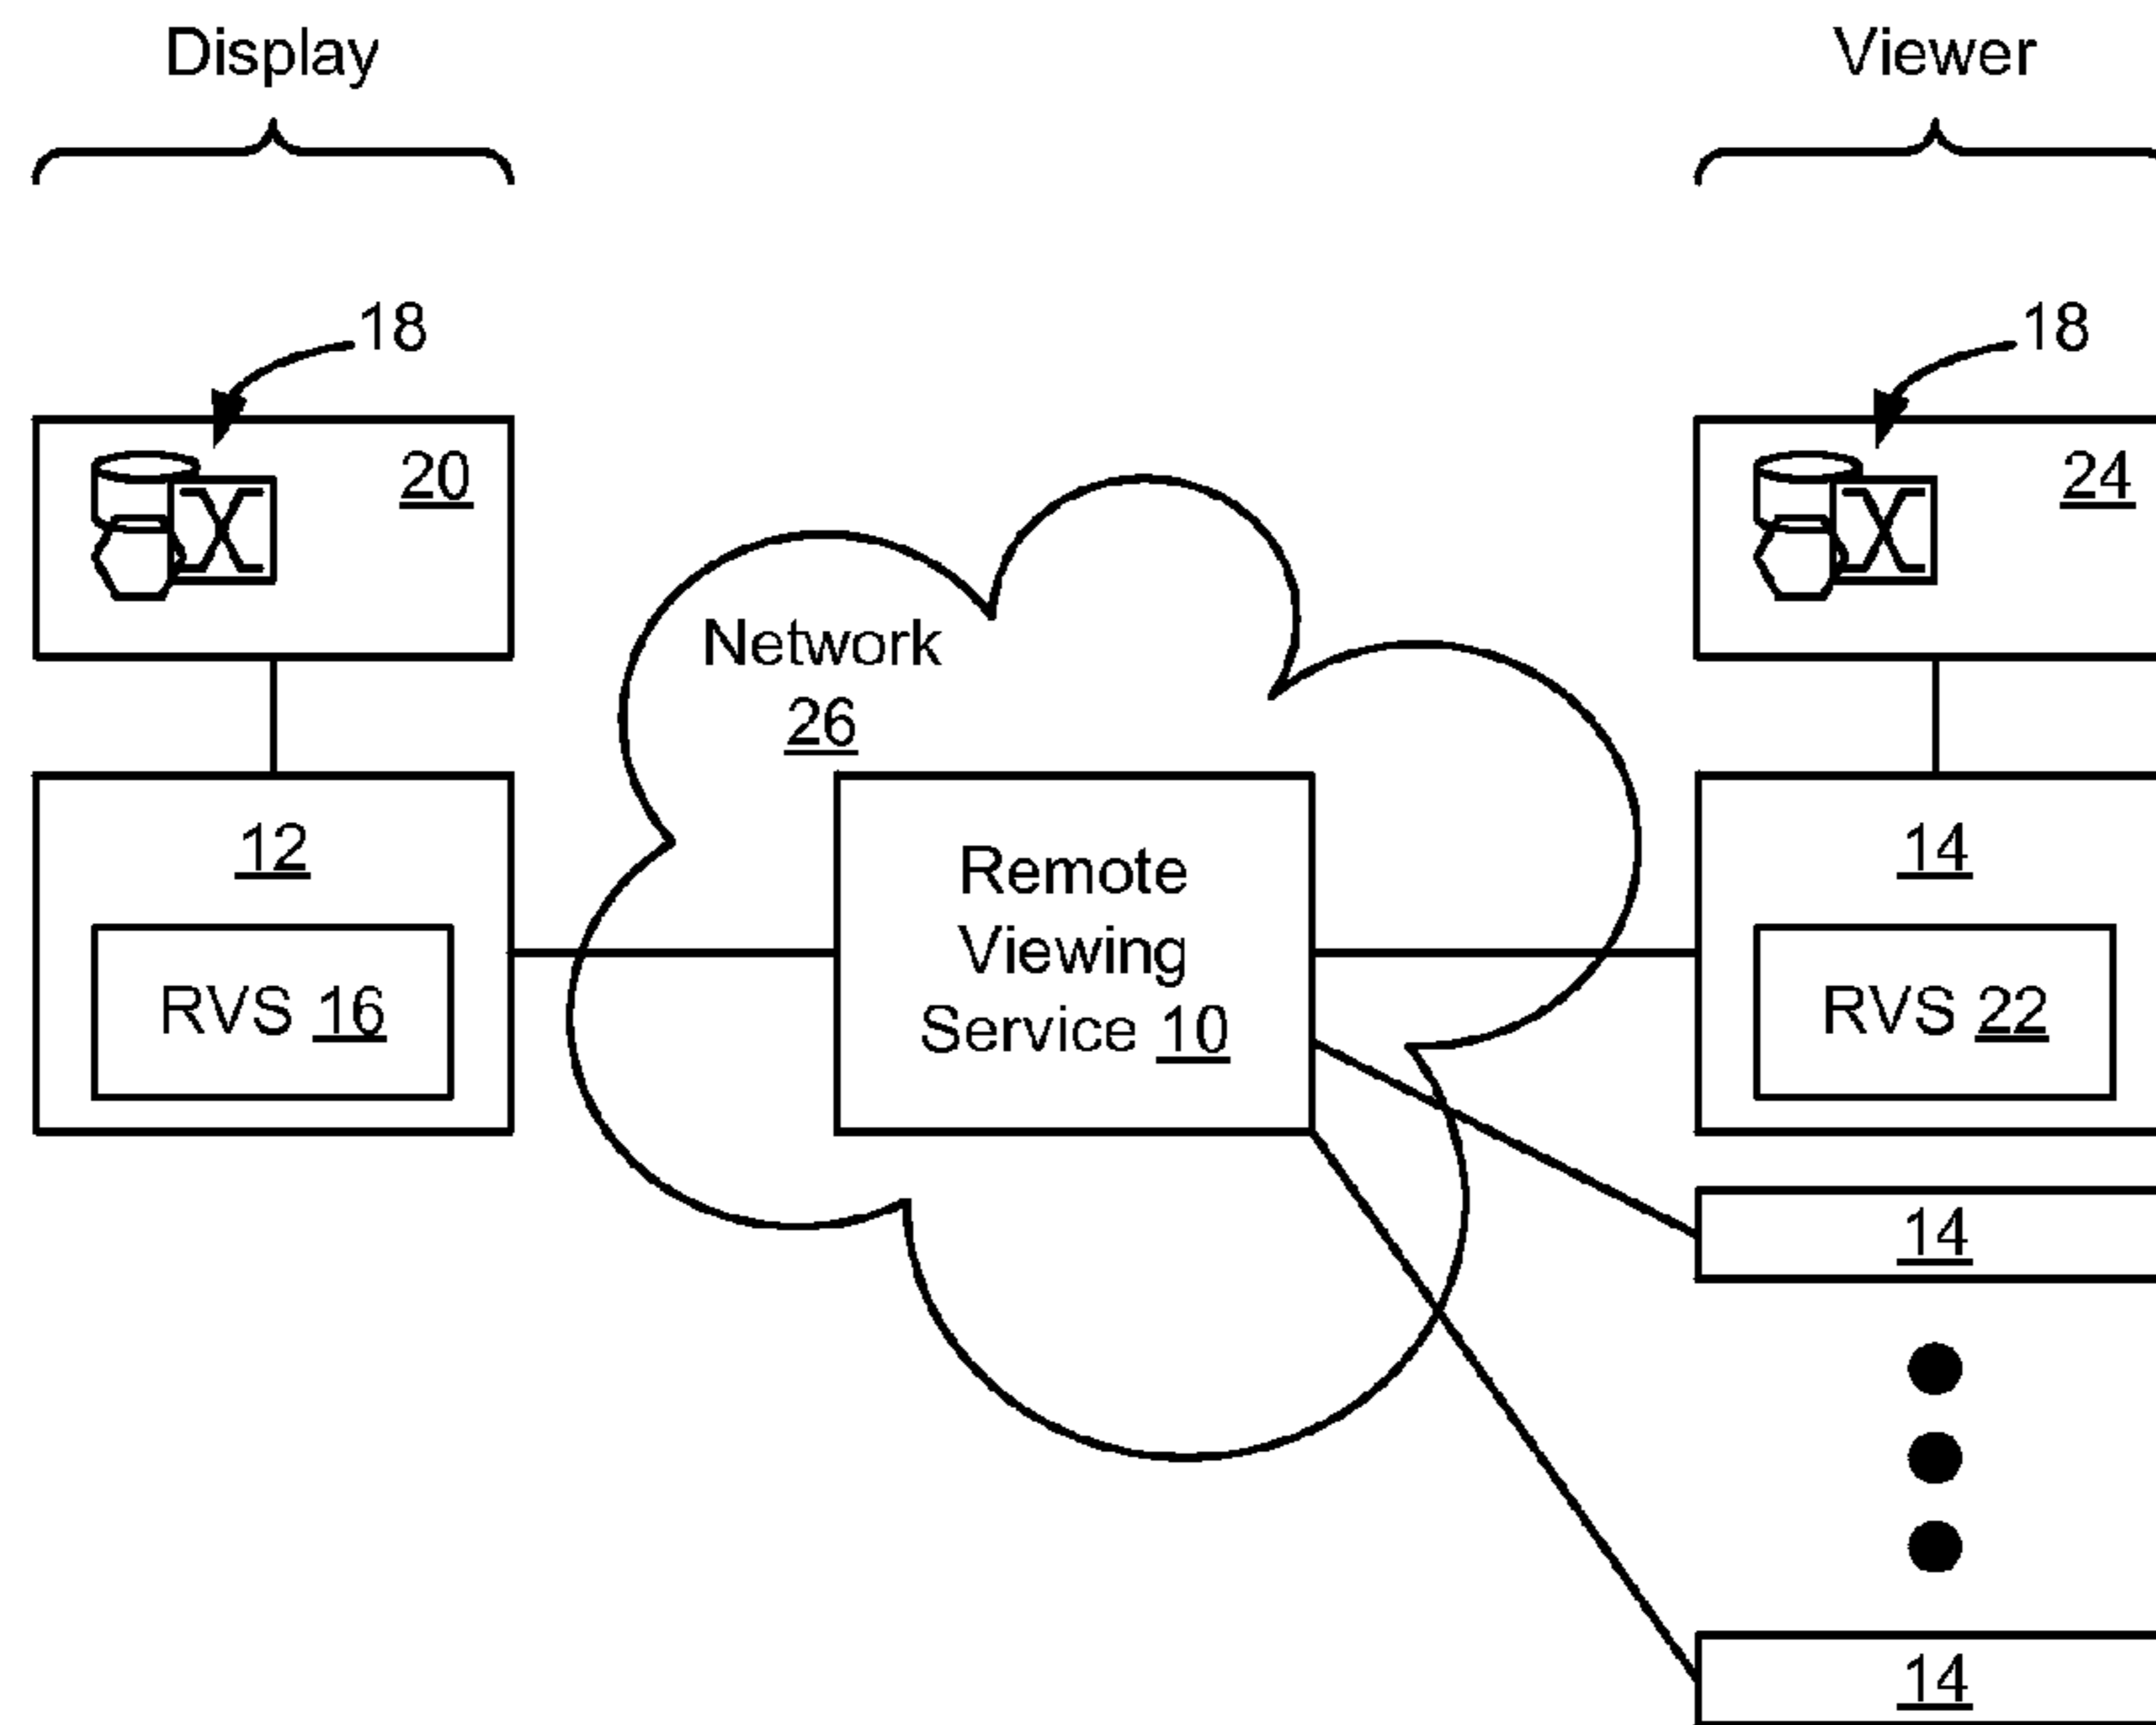 Display
Viewer
18
18
20
24
Network
26
12
Remote
Viewing
Service 10
14
RVS 16
RVS 22
14
14